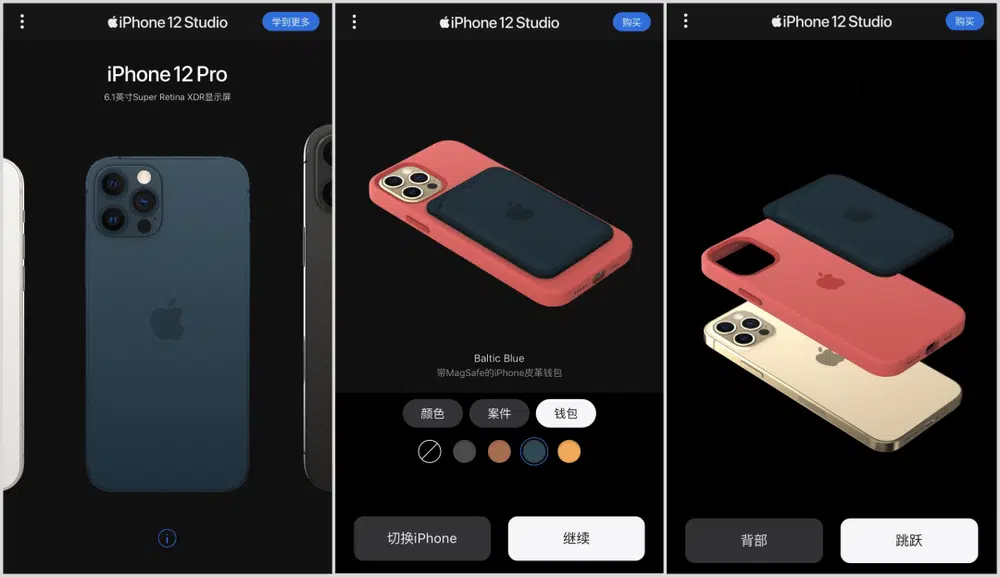 iPhone 12 Studio
学到更多
iPhone 12 Pro
6.1英寸Super Retina XDR显示屏
iPhone 12 Studio
购买
Baltic Blue
带MagSafe的iPhone皮革钱包
颜色
案件
钱包
切换iPhone
继续
iPhone 12 Studio
购买
背部
跳跃